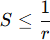 S ≤ 1/r